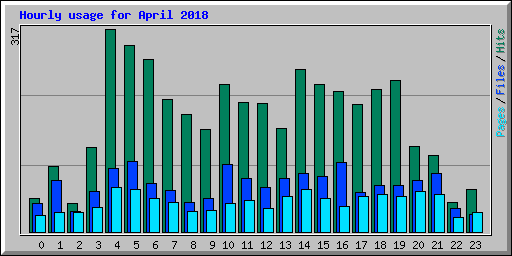 Hourly usage for April 2018
317
Pages/Files/Hits
0 1 2 3 4 5 6 7 8 9 10 11 12 13 14 15 16 17 18 19 20 21 22 23